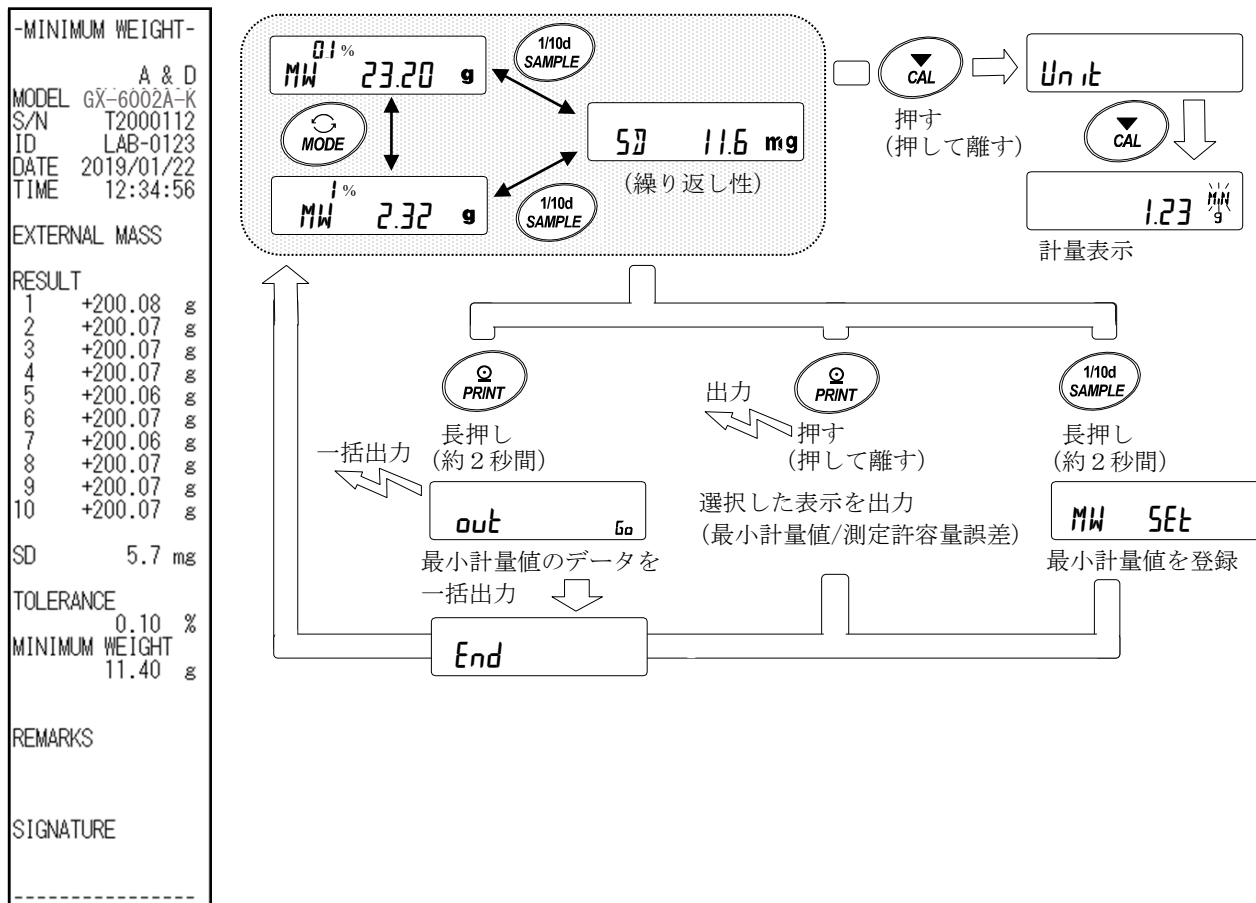 -MINIMUM WEIGHT-
A & D
MODEL GX-6002A-K
S/N T2000112
ID LAB-0123
DATE 2019/01/22
TIME 12:34:56
EXTERNAL MASS
RESULT
1 +200.08 g
2 +200.07 g
3 +200.07 g
4 +200.07 g
5 +200.06 g
6 +200.07 g
7 +200.06 g
8 +200.07 g
9 +200.07 g
10 +200.07 g
SD 5.7 mg
TOLERANCE
0.10 %
MINIMUM WEIGHT
11.40 g
REMARKS
SIGNATURE
----------------
0.1 %
MW 23.20 g
1/10d
SAMPLE
MODE
SD 11.6 mg
(繰り返し性)
1 %
MW 2.32 g
1/10d
SAMPLE
CAL
押す
(押して離す)
Unit
CAL
1.23 MiN
g
計量表示
PRINT
長押し
(約2秒間)
一括出力
out Go
最小計量値のデータを
一括出力
End
出力
PRINT
押す
(押して離す)
選択した表示を出力
(最小計量値/測定許容量誤差)
1/10d
SAMPLE
長押し
(約2秒間)
MW SEt
最小計量値を登録